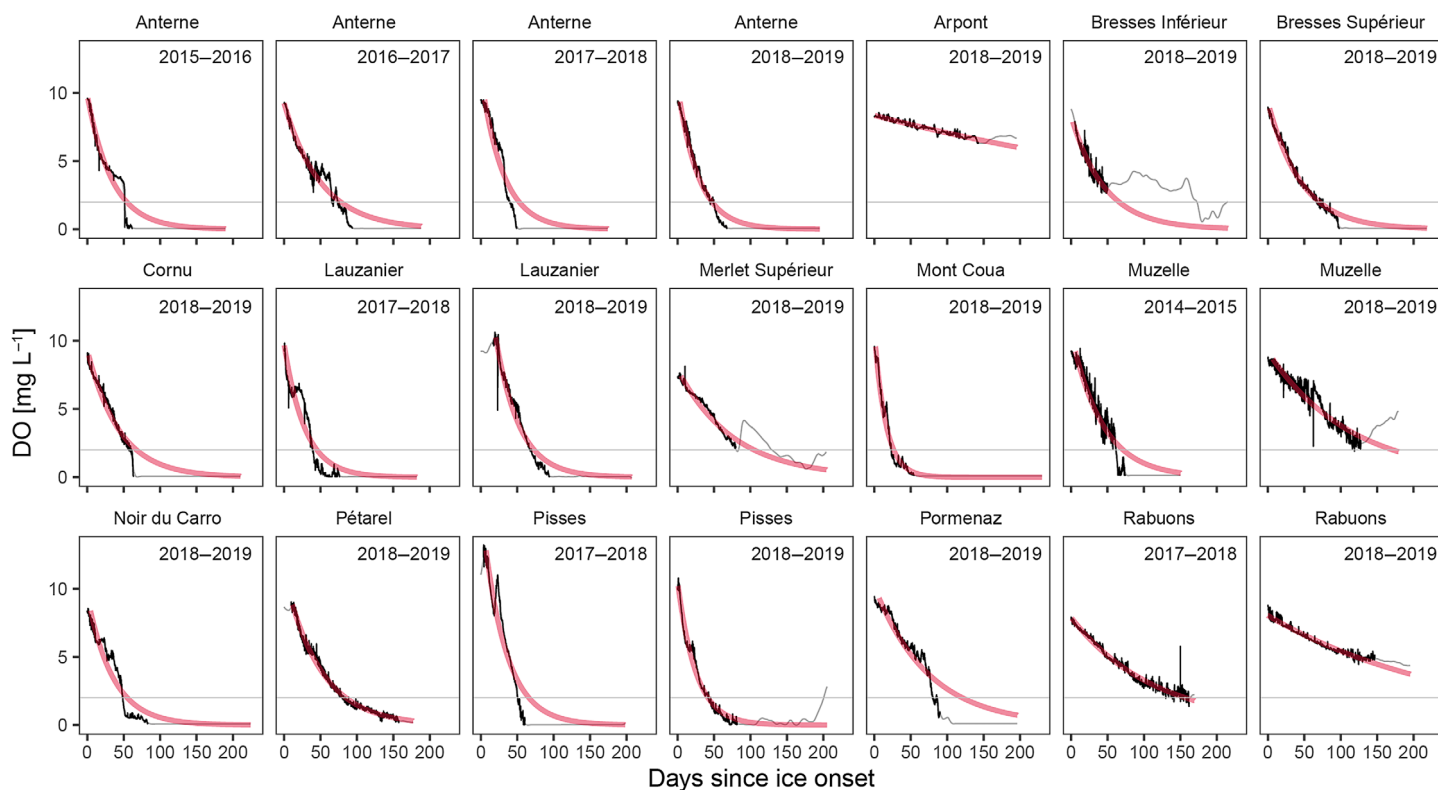 Anterne Anterne Anterne Anterne Arpont Bresses Inférieur Bresses Supérieur
2015–2016 2016–2017 2017–2018 2018–2019 2018–2019 2018–2019 2018–2019
10
5
0
Cornu Lauzanier Lauzanier Merlet Supérieur Mont Coua Muzelle Muzelle
2018–2019 2017–2018 2018–2019 2018–2019 2018–2019 2014–2015 2018–2019
10
5
0
DO [mg L⁻¹]
Noir du Carro Pétarel Pisses Pisses Pormenaz Rabuons Rabuons
2018–2019 2018–2019 2017–2018 2018–2019 2018–2019 2017–2018 2018–2019
10
5
0
0 50 100 150 200 0 50 100 150 200 0 50 100 150 200 0 50 100 150 200 0 50 100 150 200 0 50 100 150 200 0 50 100 150 200
Days since ice onset